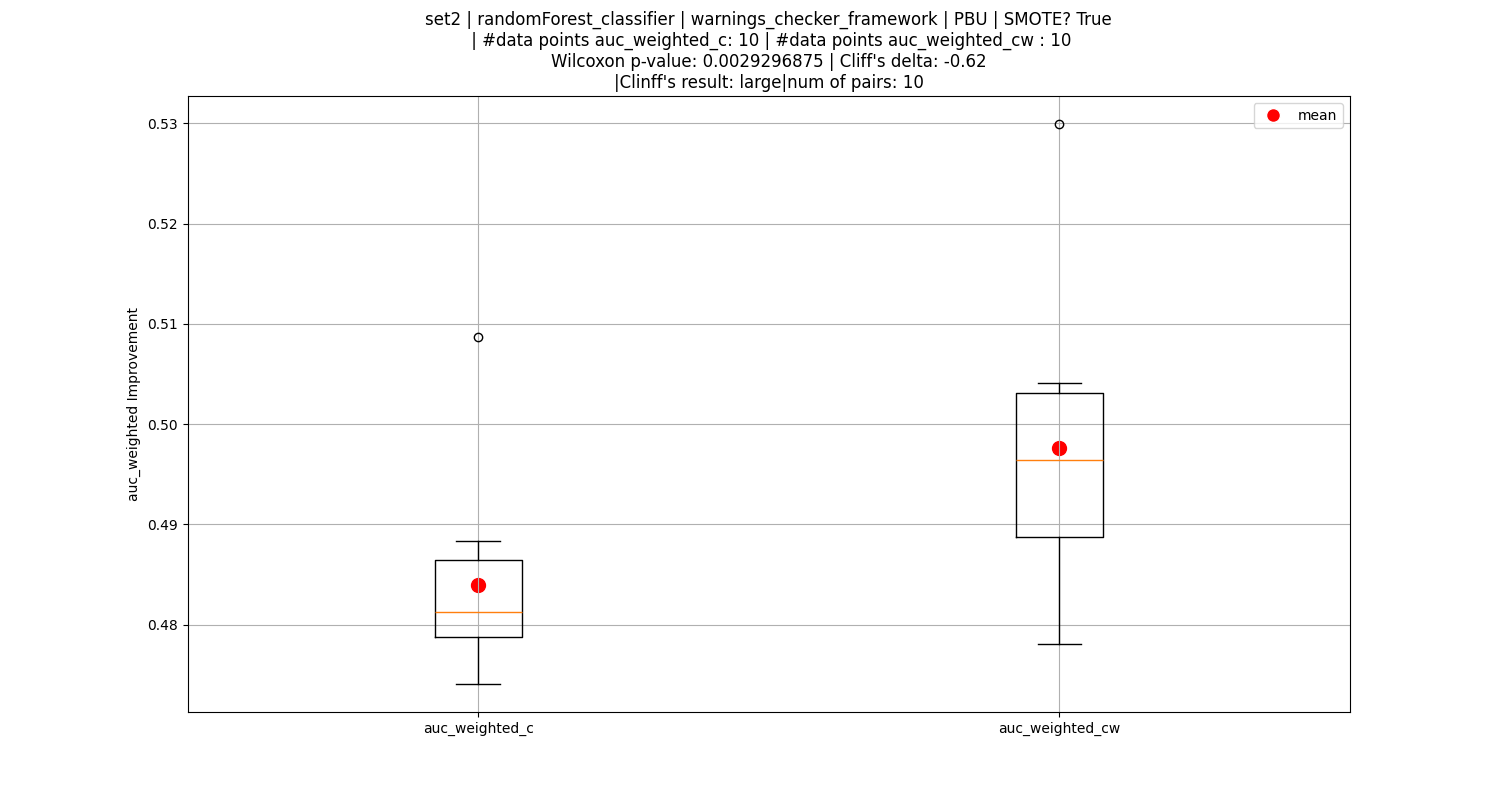 set2 | randomForest_classifier | warnings_checker_framework | PBU | SMOTE? True
| #data points auc_weighted_c: 10 | #data points auc_weighted_cw : 10
Wilcoxon p-value: 0.0029296875 | Cliff's delta: -0.62
|Clinff's result: large|num of pairs: 10
mean
0.53
0.52
0.51
0.50
0.49
0.48
auc_weighted Improvement
auc_weighted_c
auc_weighted_cw